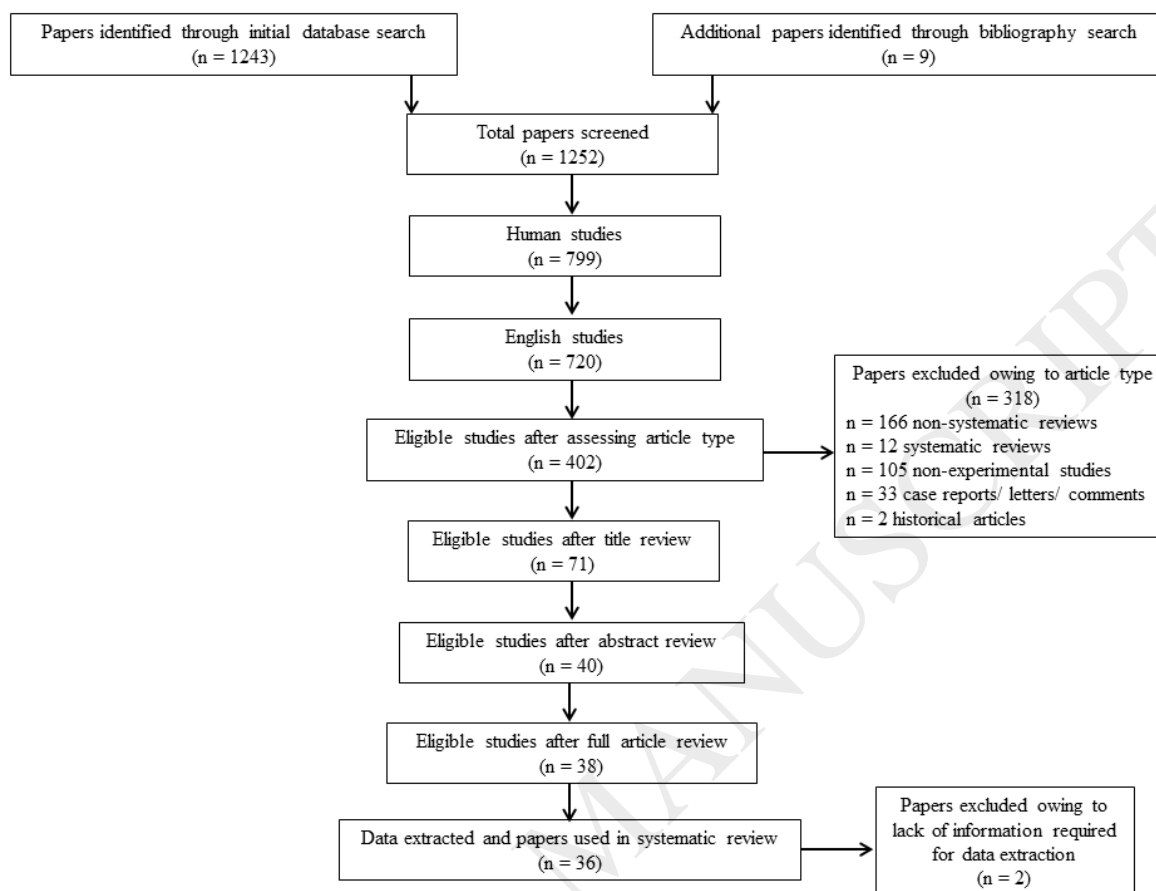 Papers identified through initial database search
(n = 1243)
Additional papers identified through bibliography search
(n = 9)
Total papers screened
(n = 1252)
Human studies
(n = 799)
English studies
(n = 720)
Eligible studies after assessing article type
(n = 402)
Papers excluded owing to article type
(n = 318)
n = 166 non-systematic reviews
n = 12 systematic reviews
n = 105 non-experimental studies
n = 33 case reports/ letters/ comments
n = 2 historical articles
Eligible studies after title review
(n = 71)
Eligible studies after abstract review
(n = 40)
Eligible studies after full article review
(n = 38)
Data extracted and papers used in systematic review
(n = 36)
Papers excluded owing to
lack of information required
for data extraction
(n = 2)
MANUSCRIPT